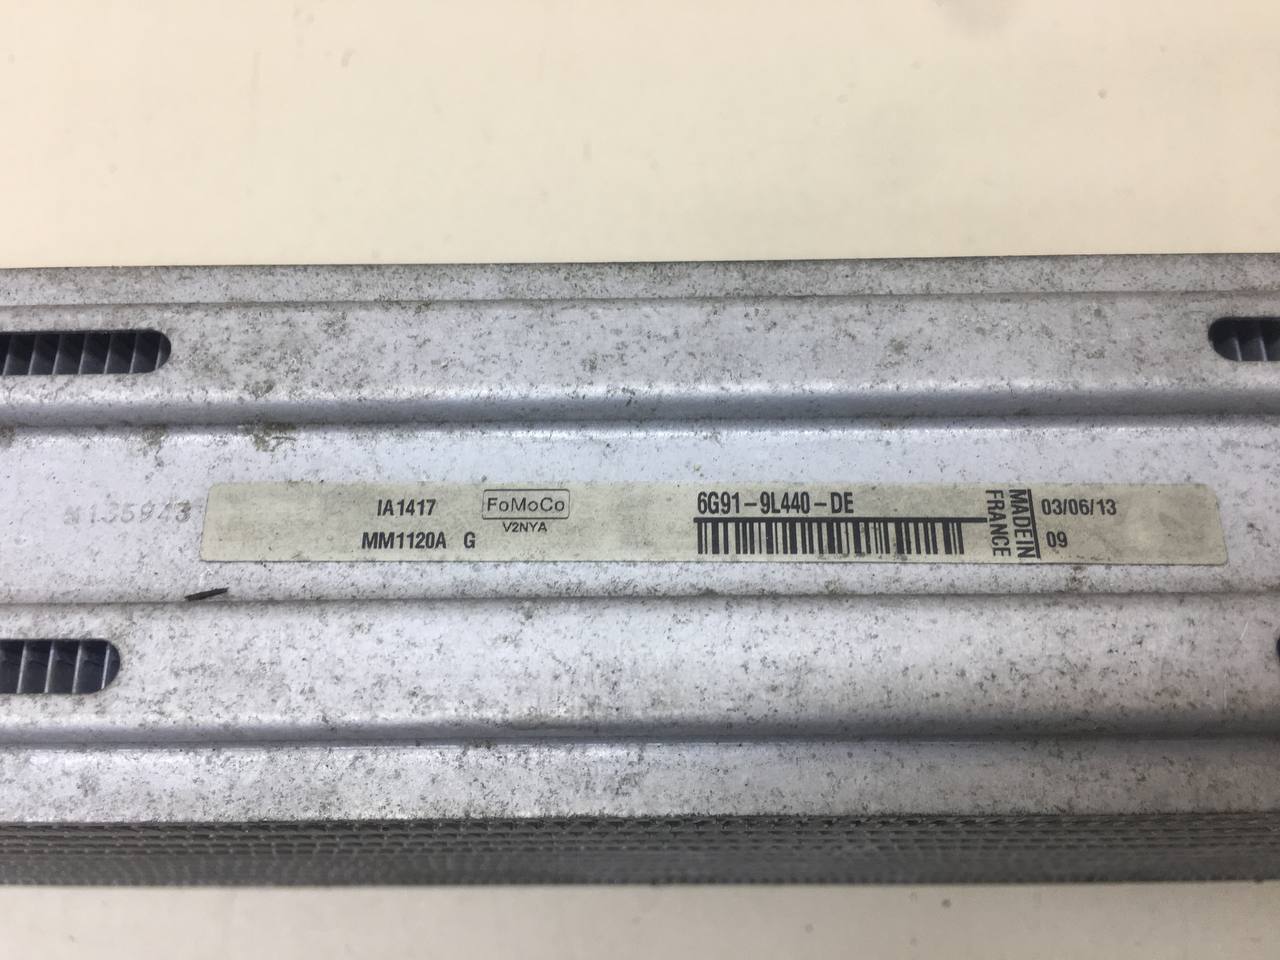 IA1417
MM1120A G
FoMoCo
V2NYA
6G91-9L440-DE
MADE IN
FRANCE
03/06/13
09